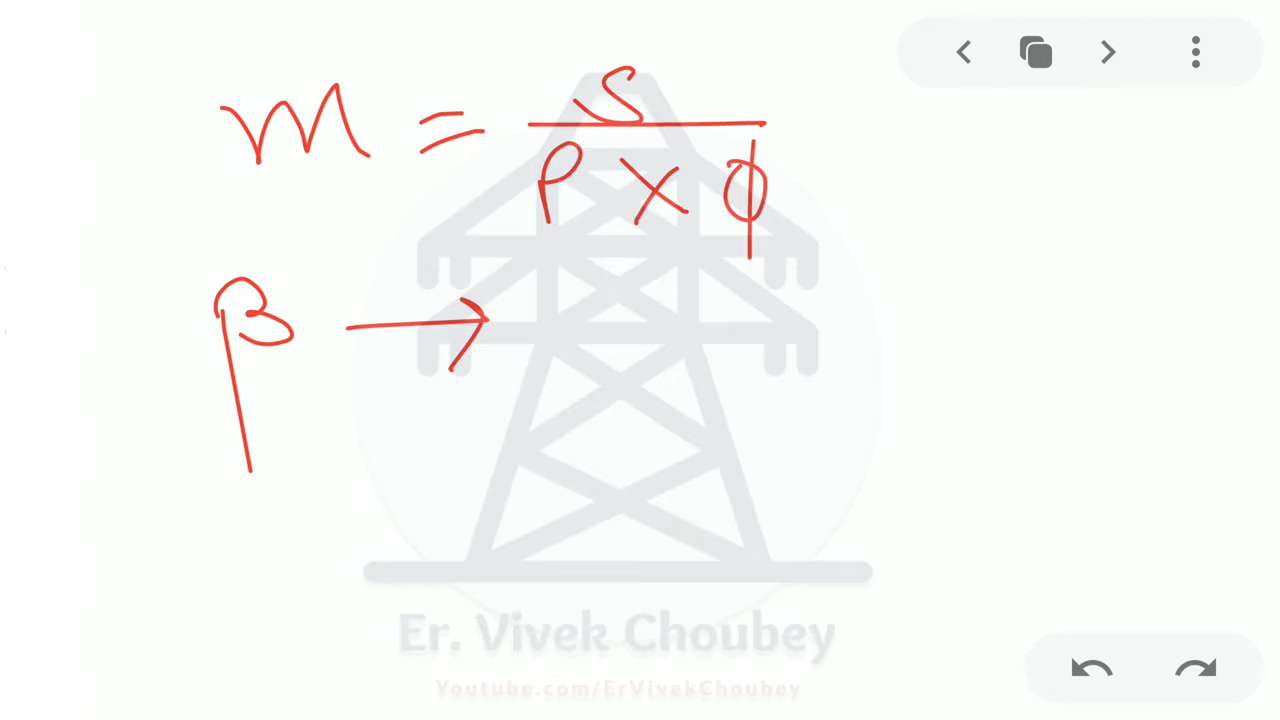 m = S / P × φ
β →
Er. Vivek Choubey
Youtube.com/ErVivekChoubey